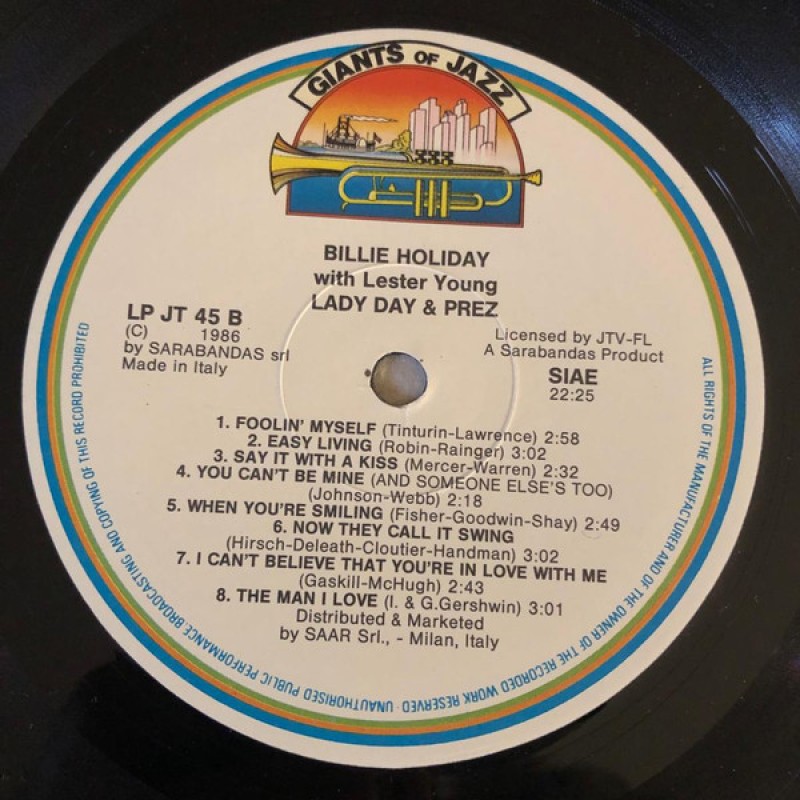 GIANTS OF JAZZ
BILLIE HOLIDAY
with Lester Young
LADY DAY & PREZ
LP JT 45 B
(C) 1986
by SARABANDAS srl
Made in Italy
Licensed by JTV-FL
A Sarabandas Product
SIAE
22:25
1. FOOLIN' MYSELF (Tinturin-Lawrence) 2:58
2. EASY LIVING (Robin-Rainger) 3:02
3. SAY IT WITH A KISS (Mercer-Warren) 2:32
4. YOU CAN'T BE MINE (AND SOMEONE ELSE'S TOO)
(Johnson-Webb) 2:18
5. WHEN YOU'RE SMILING (Fisher-Goodwin-Shay) 2:49
6. NOW THEY CALL IT SWING
(Hirsch-Deleath-Cloutier-Handman) 3:02
7. I CAN'T BELIEVE THAT YOU'RE IN LOVE WITH ME
(Gaskill-McHugh) 2:43
8. THE MAN I LOVE (I. & G.Gershwin) 3:01
Distributed & Marketed
by SAAR Srl., - Milan, Italy
ALL RIGHTS OF THE MANUFACTURER AND OF THE OWNER OF THE RECORDED WORK RESERVED - UNAUTHORISED PUBLIC PERFORMANCE, BROADCASTING AND COPYING OF THIS RECORD PROHIBITED